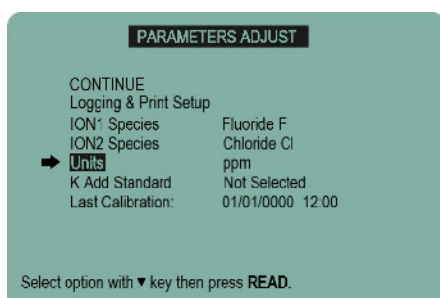 PARAMETERS ADJUST
CONTINUE
Logging & Print Setup
ION1 Species Fluoride F
ION2 Species Chloride Cl
➡ Units ppm
K Add Standard Not Selected
Last Calibration: 01/01/0000 12:00
Select option with ▼ key then press READ.